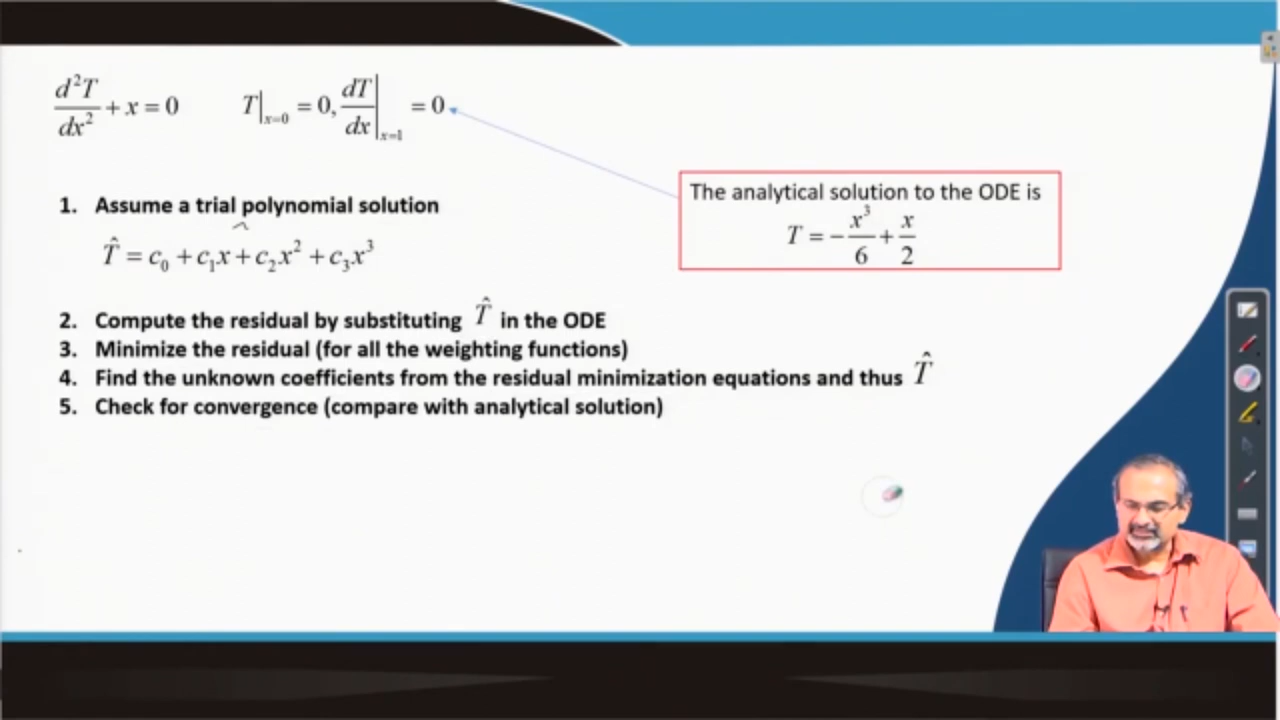 d²T/dx² + x = 0    T|ₓ₌₀ = 0, dT/dx|ₓ₌₁ = 0
The analytical solution to the ODE is
T = −x³/6 + x/2
1. Assume a trial polynomial solution
T̂ = c₀ + c₁x + c₂x² + c₃x³
2. Compute the residual by substituting T̂ in the ODE
3. Minimize the residual (for all the weighting functions)
4. Find the unknown coefficients from the residual minimization equations and thus T̂
5. Check for convergence (compare with analytical solution)